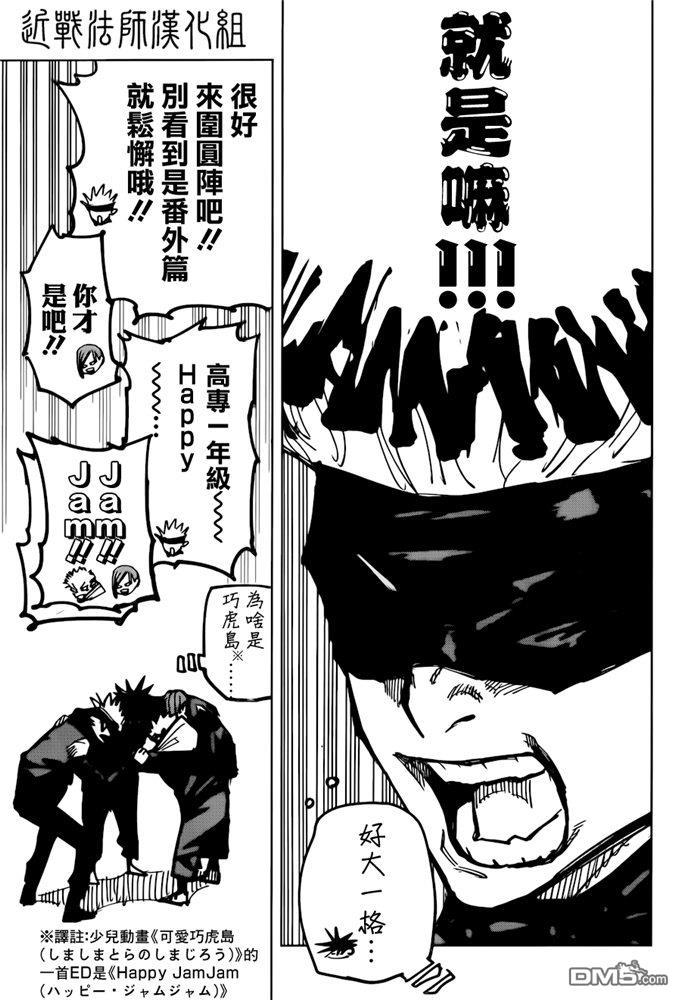 近戰法師漢化組
就是嘛!!!
好大一格…
很好
來圍圓陣吧!!
別看到是番外篇
就鬆懈哦!!
你才
是吧!!
高專一年級
Happy
~~~~……
Jam!!
Jam!!
為啥是
巧虎島※……
※譯註:少兒動畫《可愛巧虎島
(しましまとらのしまじろう)》的
一首ED是《Happy JamJam
(ハッピー・ジャムジャム)》
DM5.com